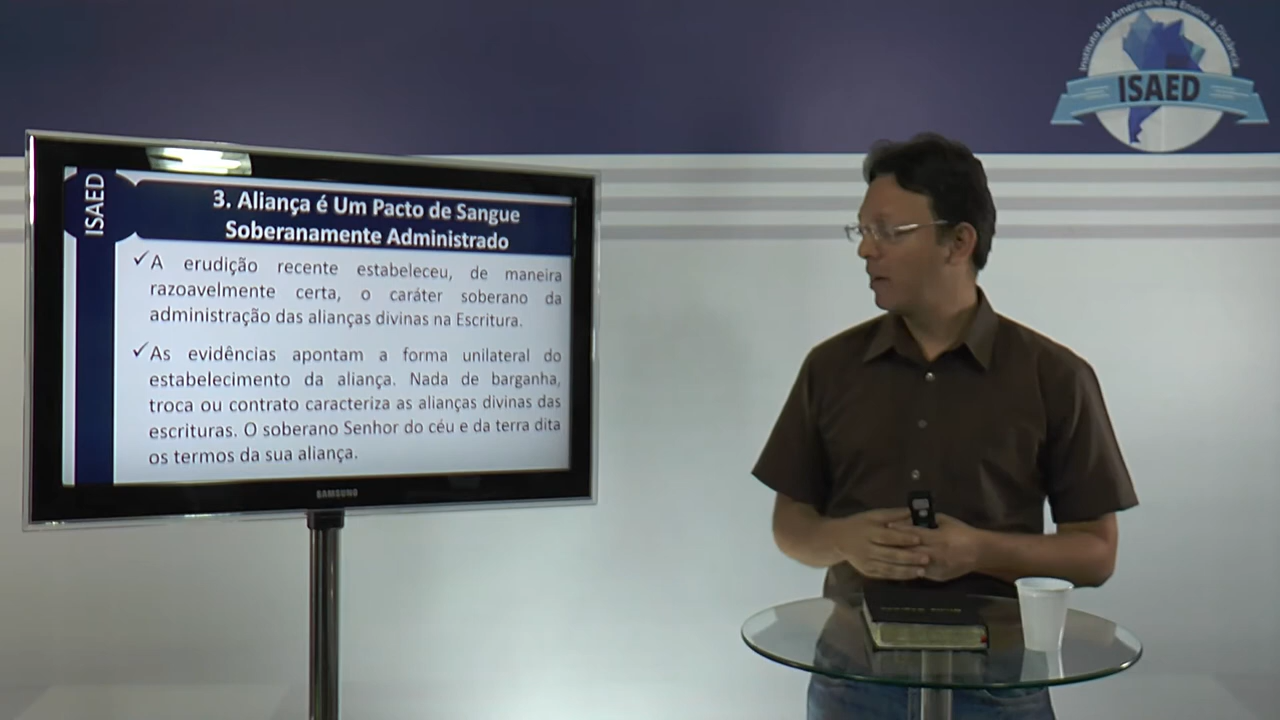 Instituto Sul-Americano de Ensino à Distância
ISAED
ISAED
3. Aliança é Um Pacto de Sangue
Soberanamente Administrado
✓A erudição recente estabeleceu, de maneira
razoavelmente certa, o caráter soberano da
administração das alianças divinas na Escritura.
✓As evidências apontam a forma unilateral do
estabelecimento da aliança. Nada de barganha,
troca ou contrato caracteriza as alianças divinas das
escrituras. O soberano Senhor do céu e da terra dita
os termos da sua aliança.
SAMSUNG